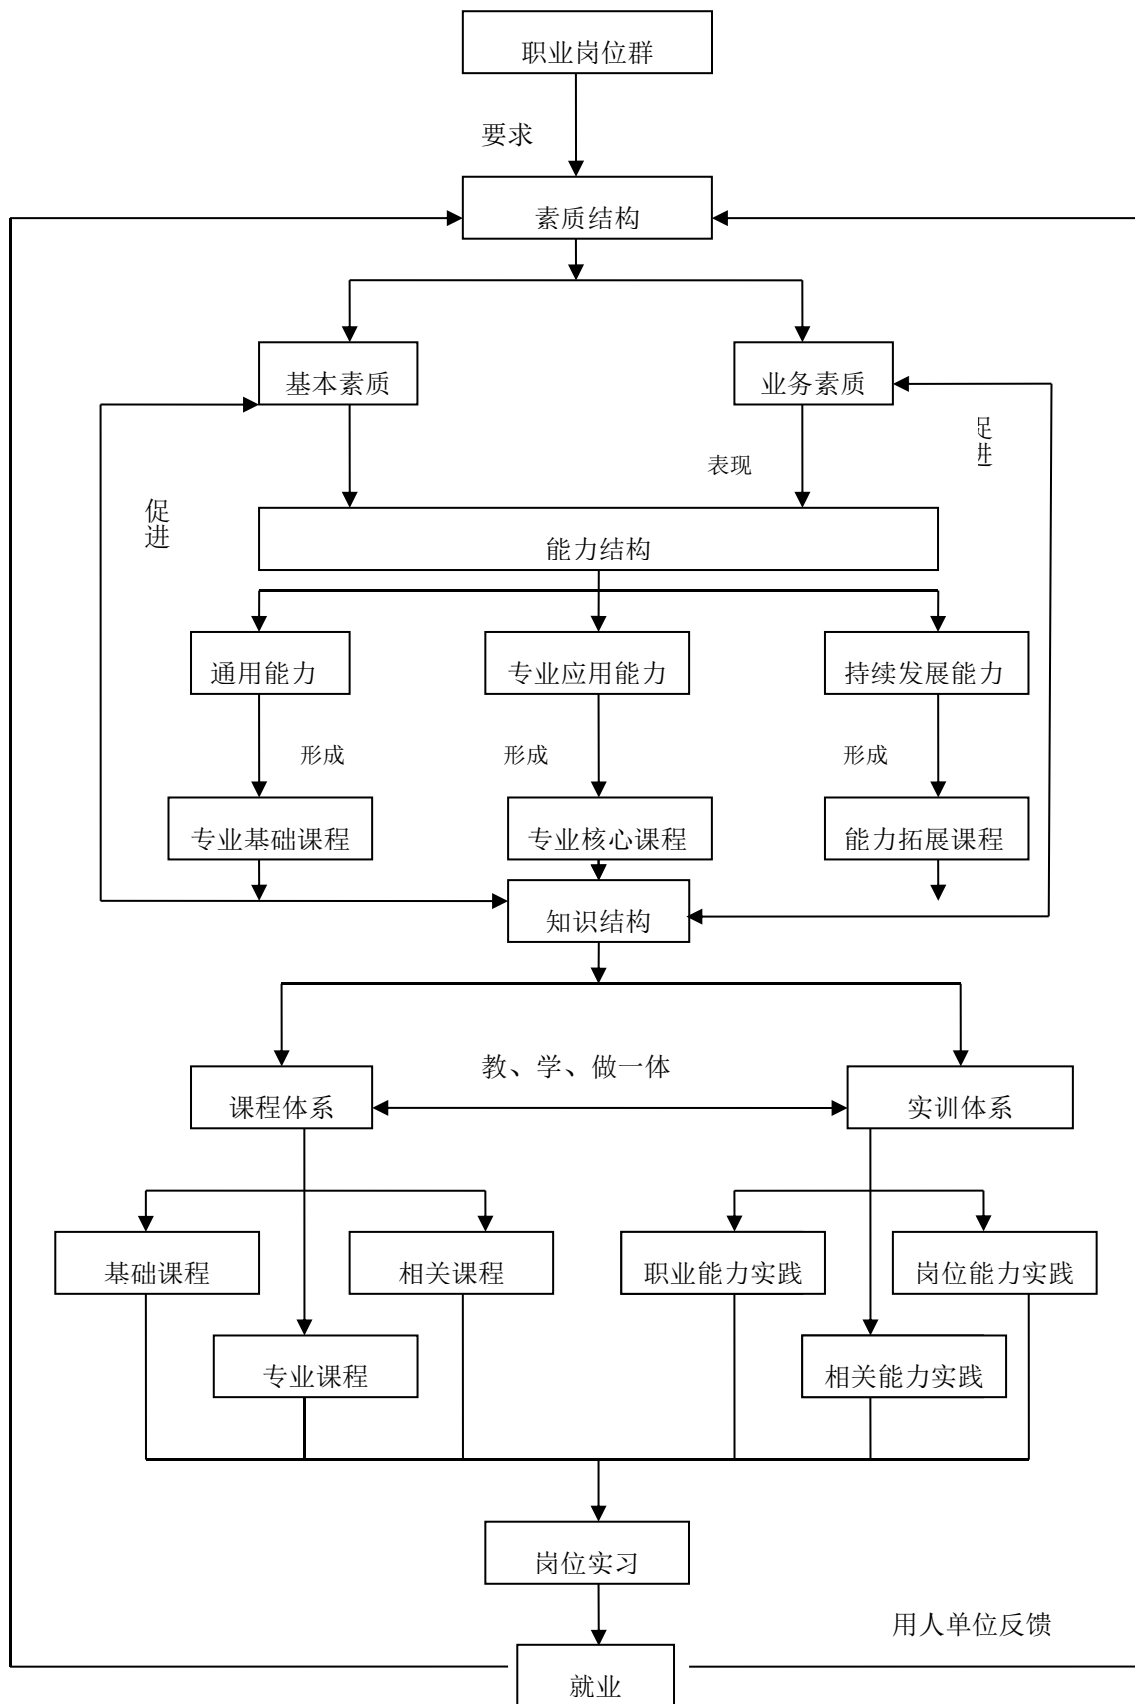 职业岗位群
要求
素质结构
基本素质
业务素质
表现
促
进
能力结构
通用能力
专业应用能力
持续发展能力
形成
形成
形成
专业基础课程
专业核心课程
能力拓展课程
知识结构
教、学、做一体
课程体系
实训体系
基础课程
相关课程
职业能力实践
岗位能力实践
专业课程
相关能力实践
岗位实习
用人单位反馈
就业